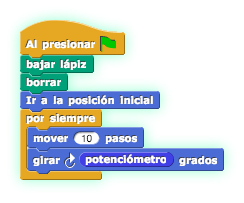 Al presionar
bajar lápiz
borrar
Ir a la posición inicial
por siempre
mover 10 pasos
girar potenciómetro grados